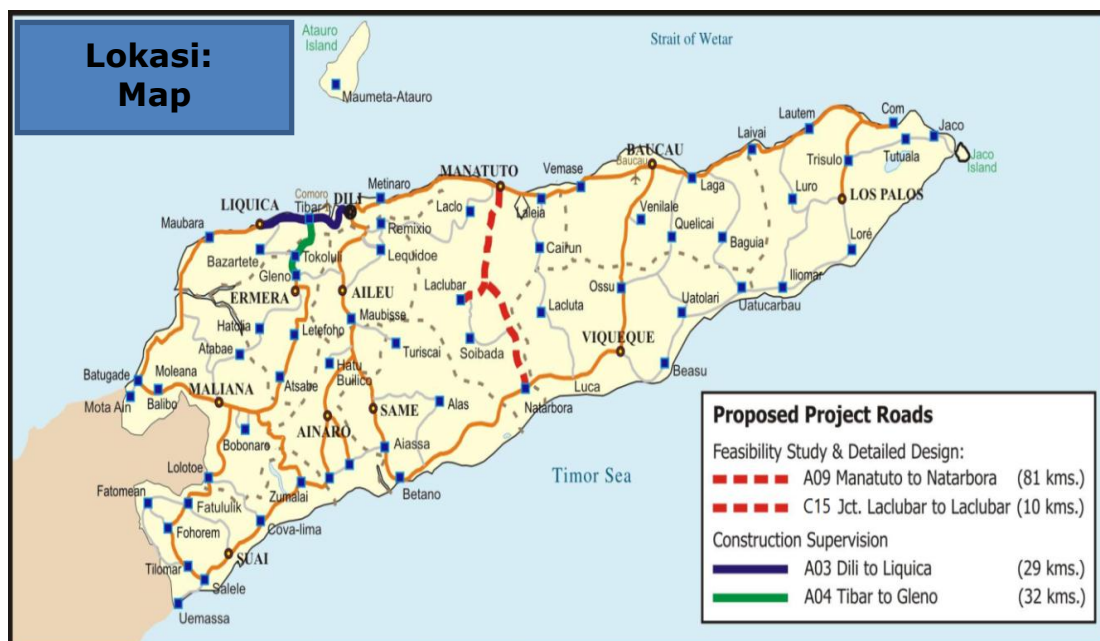 Lokasi:
Map
Atauro
Island
Maumeta-Atauro
Strait of Wetar
Com
Lautem
Jaco
Laivai
Jaco
Island
Tutuala
Trisulo
BAUCAU
Baucau
Vemase
MANATUTO
Metinaro
Laga
Luro
LOS PALOS
Comoro
DILI
Tibar
LIQUICA
Laclo
Laleia
Venilale
Maubara
Remixio
Quelicai
Baguia
Loré
Cairun
Bazartete
Tokoluli
Lequidoe
Gleno
Iliomar
ERMERA
AILEU
Laclubar
Ossu
Uatucarbau
Lacluta
Uatolari
Hatolia
Letefoho
Maubisse
Atabae
Turiscai
Soibada
VIQUEQUE
Hatu
Builico
Beasu
Batugade
Moleana
Atsabe
Luca
Natarbora
MALIANA
Mota Ain
Balibo
SAME
Alas
AINARO
Bobonaro
Aiassa
Lolotoe
Betano
Timor Sea
Zumalai
Fatomean
Fatululik
Cova-lima
Fohorem
SUAI
Tilomar
Salele
Uemassa
Proposed Project Roads
Feasibility Study & Detailed Design:
A09 Manatuto to Natarbora (81 kms.)
C15 Jct. Laclubar to Laclubar (10 kms.)
Construction Supervision
A03 Dili to Liquica (29 kms.)
A04 Tibar to Gleno (32 kms.)